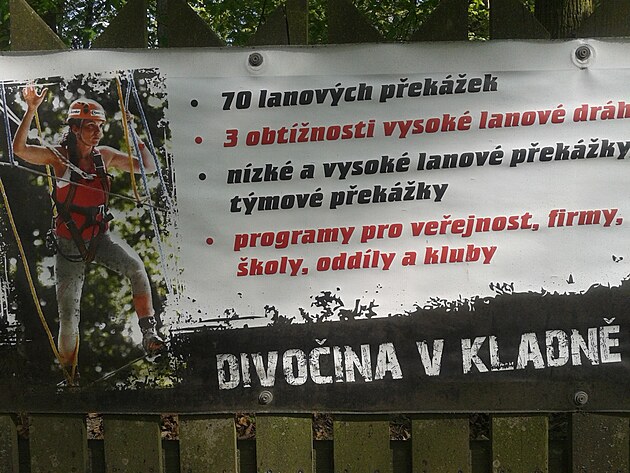 • 70 lanových překážek
• 3 obtížnosti vysoké lanové dráh
• nízké a vysoké lanové překážky,
týmové překážky
• programy pro veřejnost, firmy,
školy, oddíly a kluby
DIVOČINA V KLADNĚ